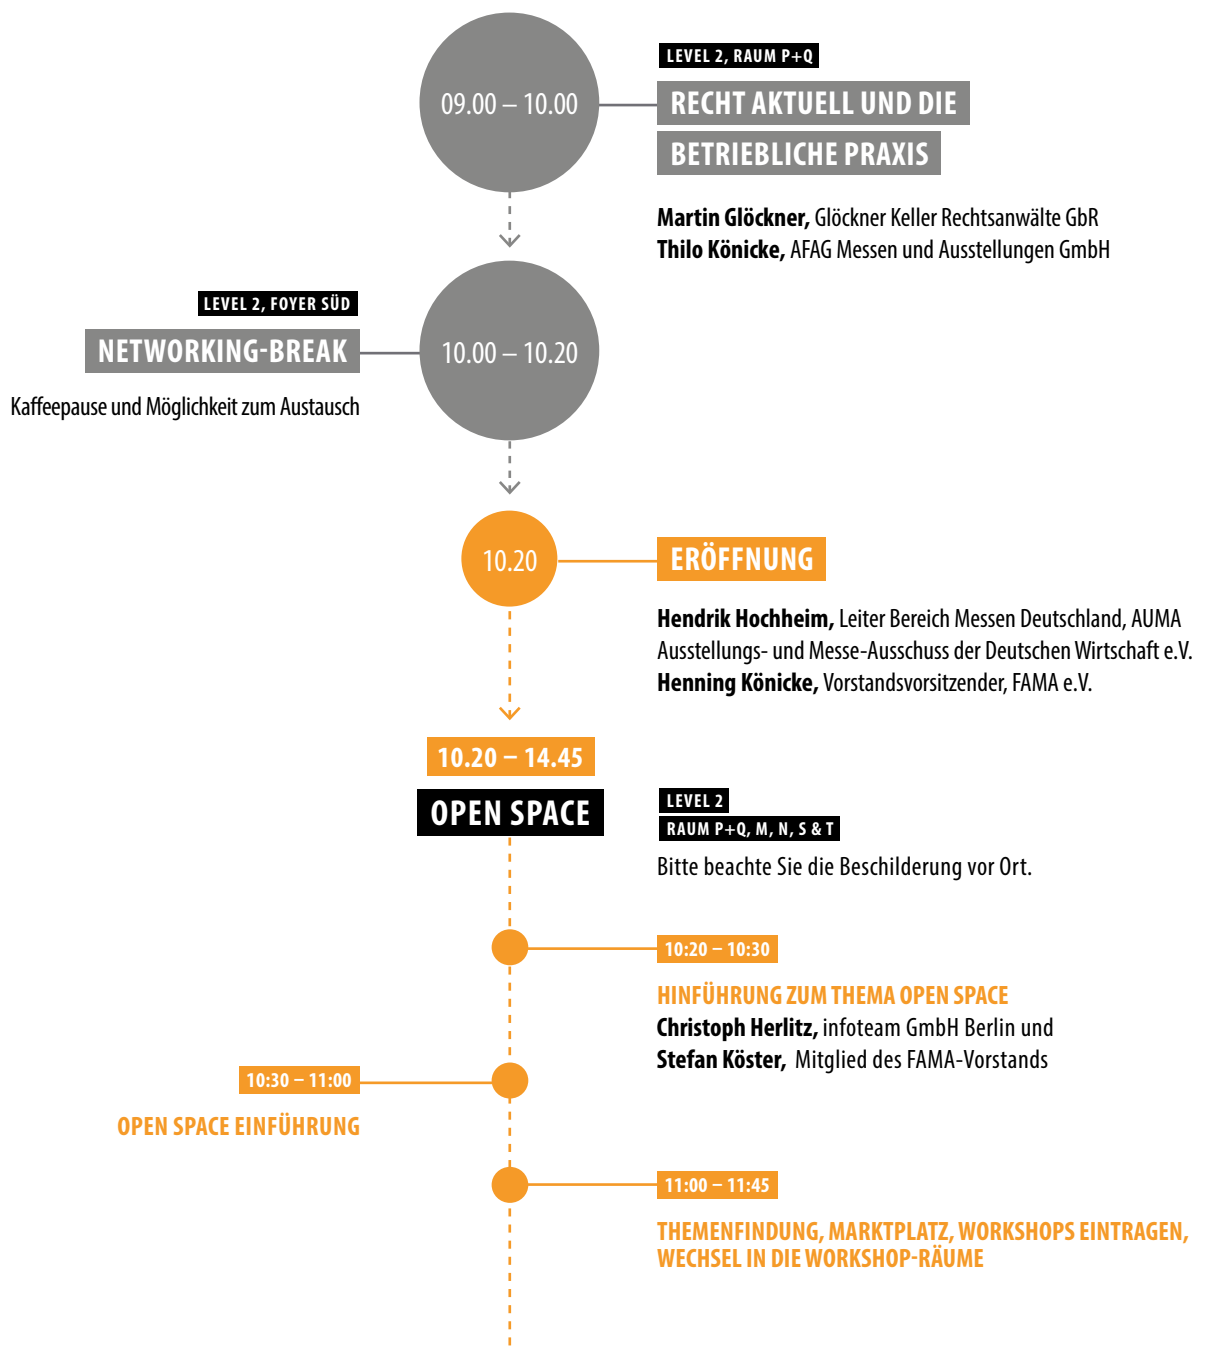 09.00 – 10.00
LEVEL 2, RAUM P+Q
RECHT AKTUELL UND DIE
BETRIEBLICHE PRAXIS
Martin Glöckner, Glöckner Keller Rechtsanwälte GbR
Thilo Könicke, AFAG Messen und Ausstellungen GmbH
LEVEL 2, FOYER SÜD
NETWORKING-BREAK
10.00 – 10.20
Kaffeepause und Möglichkeit zum Austausch
10.20
ERÖFFNUNG
Hendrik Hochheim, Leiter Bereich Messen Deutschland, AUMA
Ausstellungs- und Messe-Ausschuss der Deutschen Wirtschaft e.V.
Henning Könicke, Vorstandsvorsitzender, FAMA e.V.
10.20 – 14.45
OPEN SPACE
LEVEL 2
RAUM P+Q, M, N, S & T
Bitte beachte Sie die Beschilderung vor Ort.
10:20 – 10:30
HINFÜHRUNG ZUM THEMA OPEN SPACE
Christoph Herlitz, infoteam GmbH Berlin und
Stefan Köster, Mitglied des FAMA-Vorstands
10:30 – 11:00
OPEN SPACE EINFÜHRUNG
11:00 – 11:45
THEMENFINDUNG, MARKTPLATZ, WORKSHOPS EINTRAGEN,
WECHSEL IN DIE WORKSHOP-RÄUME